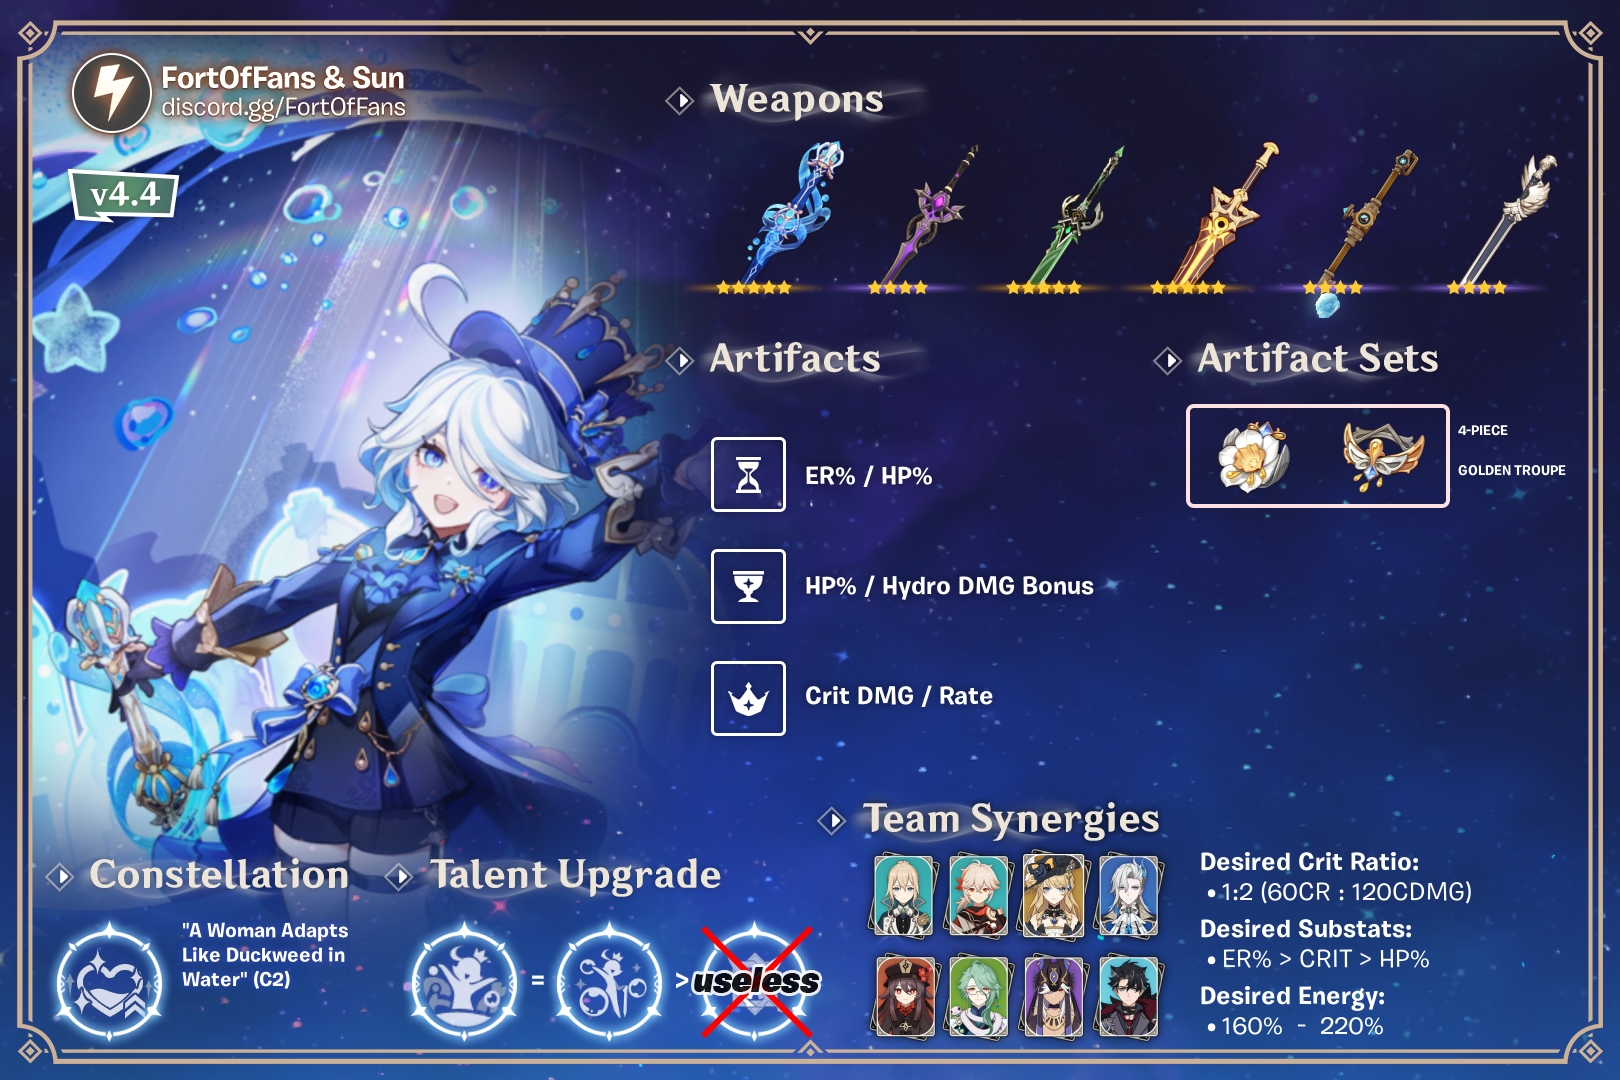 FortOfFans & Sun
discord.gg/FortOfFans
v4.4
Weapons
Artifacts
ER% / HP%
HP% / Hydro DMG Bonus
Crit DMG / Rate
Artifact Sets
4-PIECE
GOLDEN TROUPE
Constellation
"A Woman Adapts
Like Duckweed in
Water" (C2)
Talent Upgrade
= > useless
Team Synergies
Desired Crit Ratio:
• 1:2 (60CR : 120CDMG)
Desired Substats:
• ER% > CRIT > HP%
Desired Energy:
• 160% - 220%